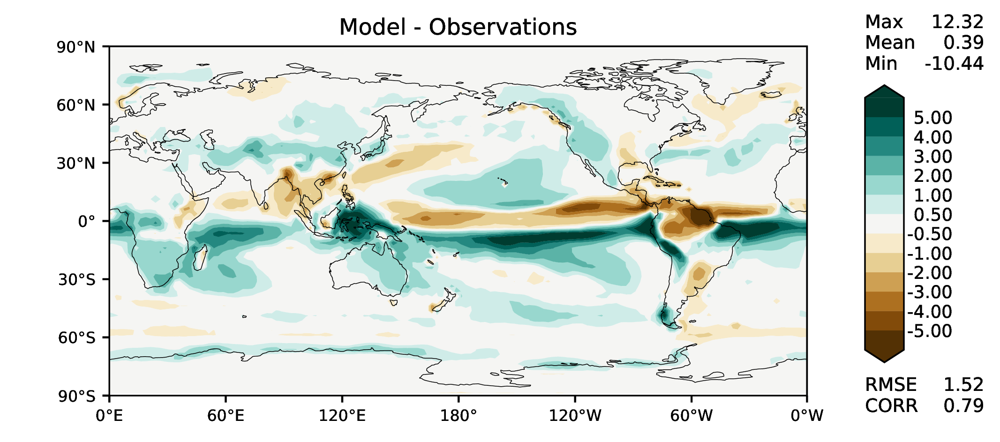 Model - Observations
Max 12.32
Mean 0.39
Min -10.44
90°N
60°N
30°N
0°
30°S
60°S
90°S
0°E 60°E 120°E 180° 120°W 60°W 0°W
5.00
4.00
3.00
2.00
1.00
0.50
-0.50
-1.00
-2.00
-3.00
-4.00
-5.00
RMSE 1.52
CORR 0.79